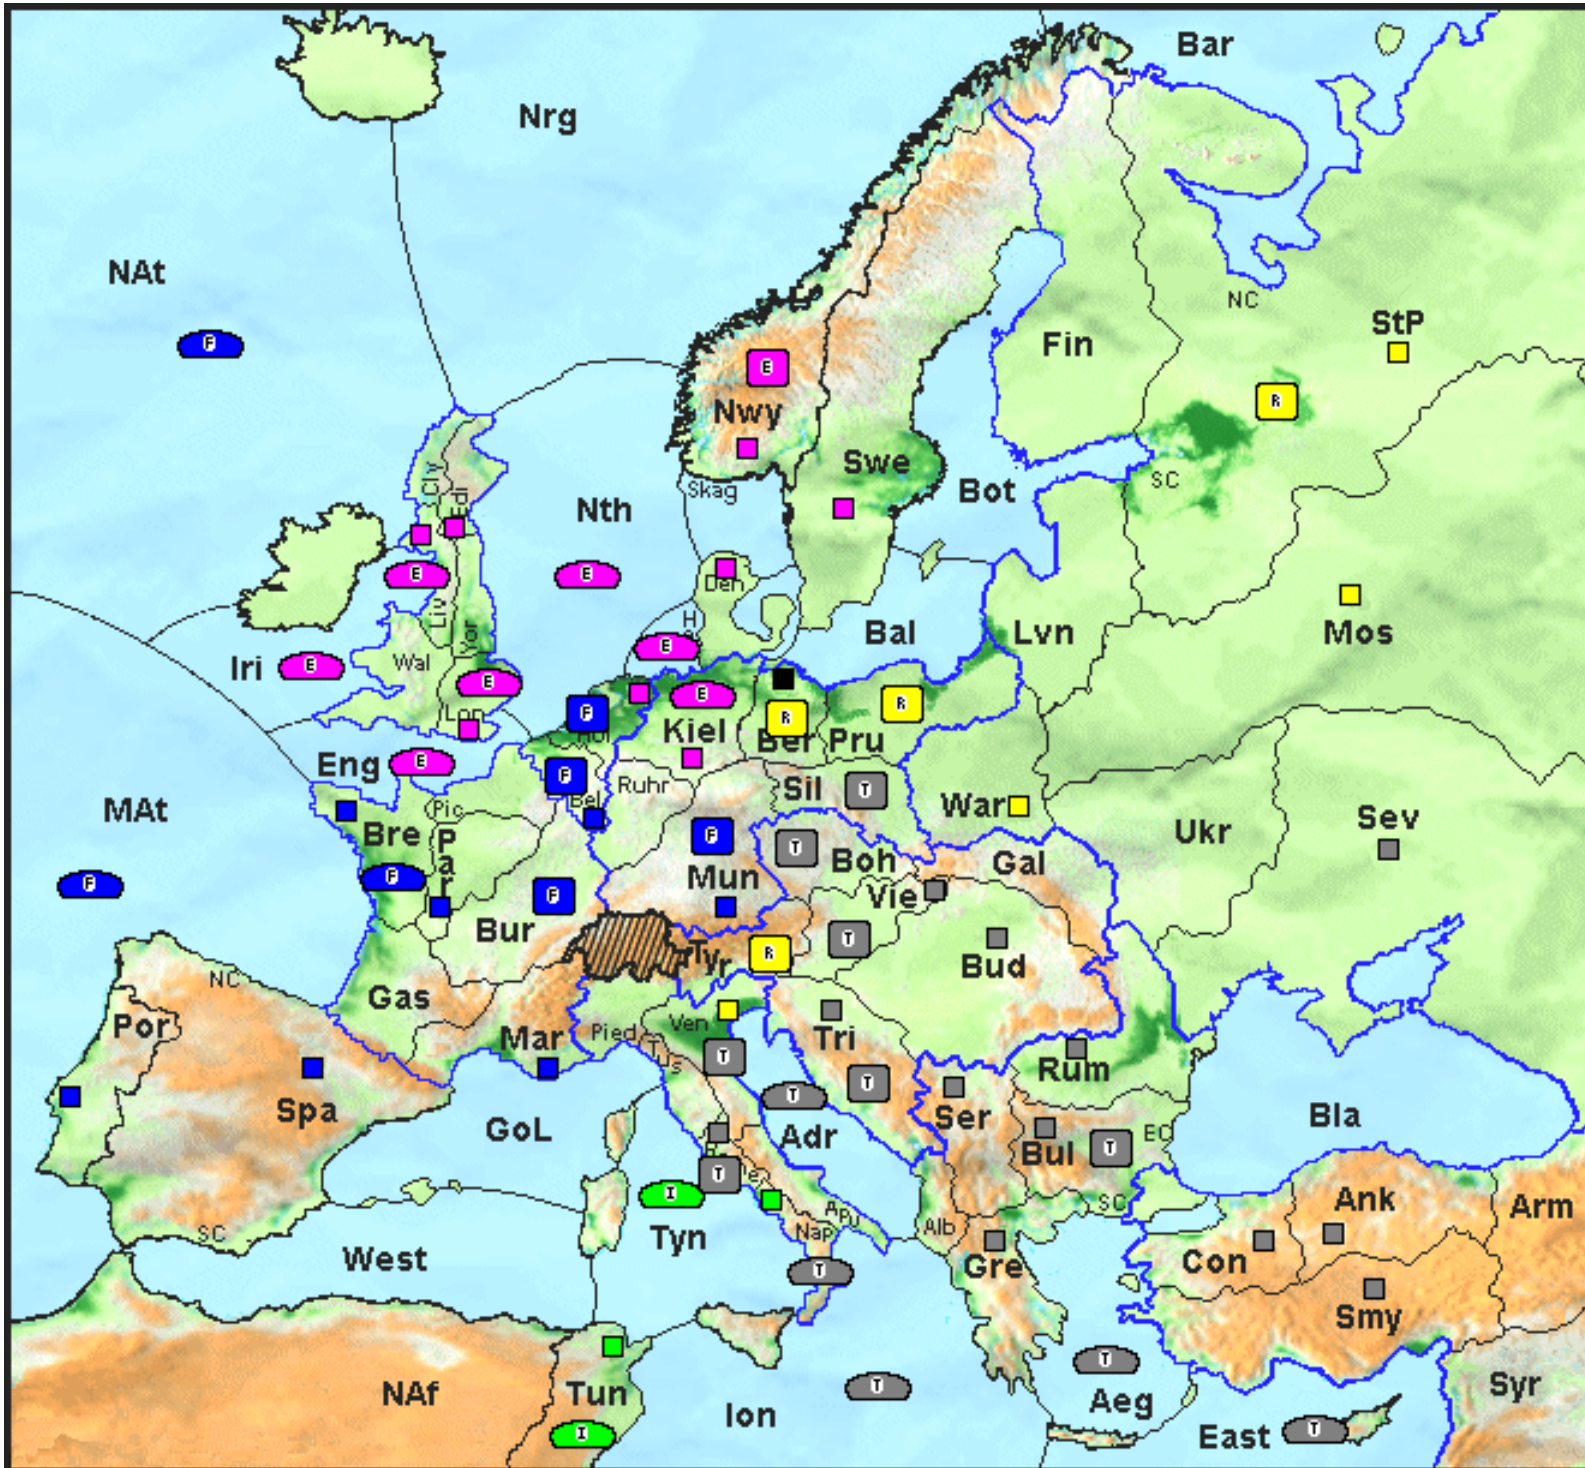 Bar
Nrg
NAt
NC
StP
F
Fin
E
R
Nwy
Swe
SC
Skag
Bot
Cly
Edi
Nth
E
E
Den
Liv
Yor
H
Bal
Lvn
Mos
Iri
E
Wal
E
E
E
F
R
R
Lon
Hol
Kiel
Ber
Pru
Eng
E
F
Ruhr
Sil
T
War
MAt
Pic
Bel
Bre
Par
F
T
Boh
Gal
Ukr
Sev
F
F
F
Mun
Vie
Bur
T
R
Tyr
Bud
NC
Gas
Por
Mar
Pied
Ven
Tri
Tus
T
Rum
T
Spa
T
Ser
Bla
GoL
Adr
Bul
T
EC
T
I
Ank
Arm
SC
SC
Apu
Nap
Alb
West
Tyn
Gre
Con
T
Smy
T
T
NAf
Tun
Ion
Aeg
Syr
I
East
T